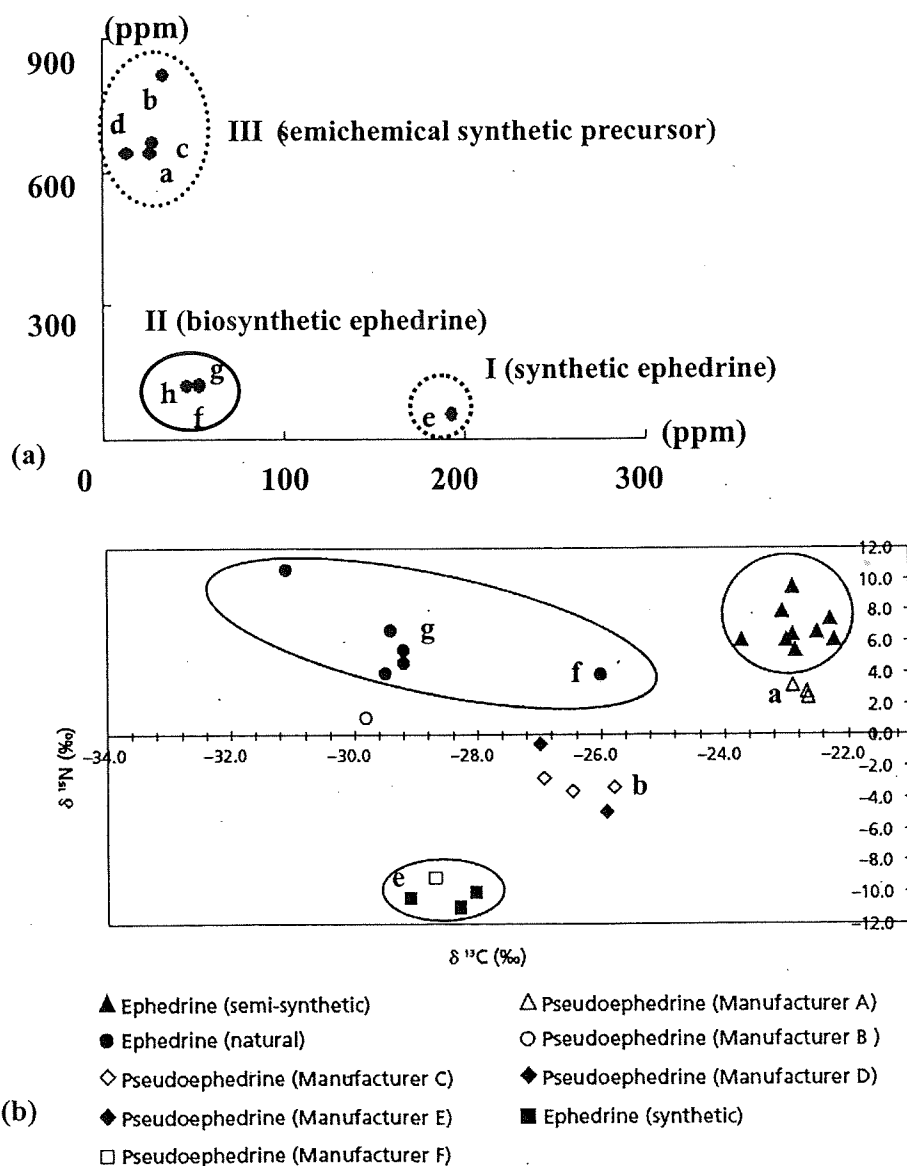 (ppm)
900
b
d
III (semichemical synthetic precursor)
c
a
600
300
II (biosynthetic ephedrine)
g
I (synthetic ephedrine)
h
e
f
(ppm)
(a)
0 100 200 300
12.0
10.0
8.0
g
6.0
f
4.0
a
2.0
0.0
-34.0 -32.0 -30.0 -28.0 -26.0 -24.0 -22.0
-2.0
b
-4.0
-6.0
-8.0
e
-10.0
-12.0
δ ¹⁵N (‰)
δ ¹³C (‰)
▲ Ephedrine (semi-synthetic) △ Pseudoephedrine (Manufacturer A)
● Ephedrine (natural) ○ Pseudoephedrine (Manufacturer B )
◇ Pseudoephedrine (Manufacturer C) ◆ Pseudoephedrine (Manufacturer D)
(b)
◆ Pseudoephedrine (Manufacturer E) ■ Ephedrine (synthetic)
□ Pseudoephedrine (Manufacturer F)